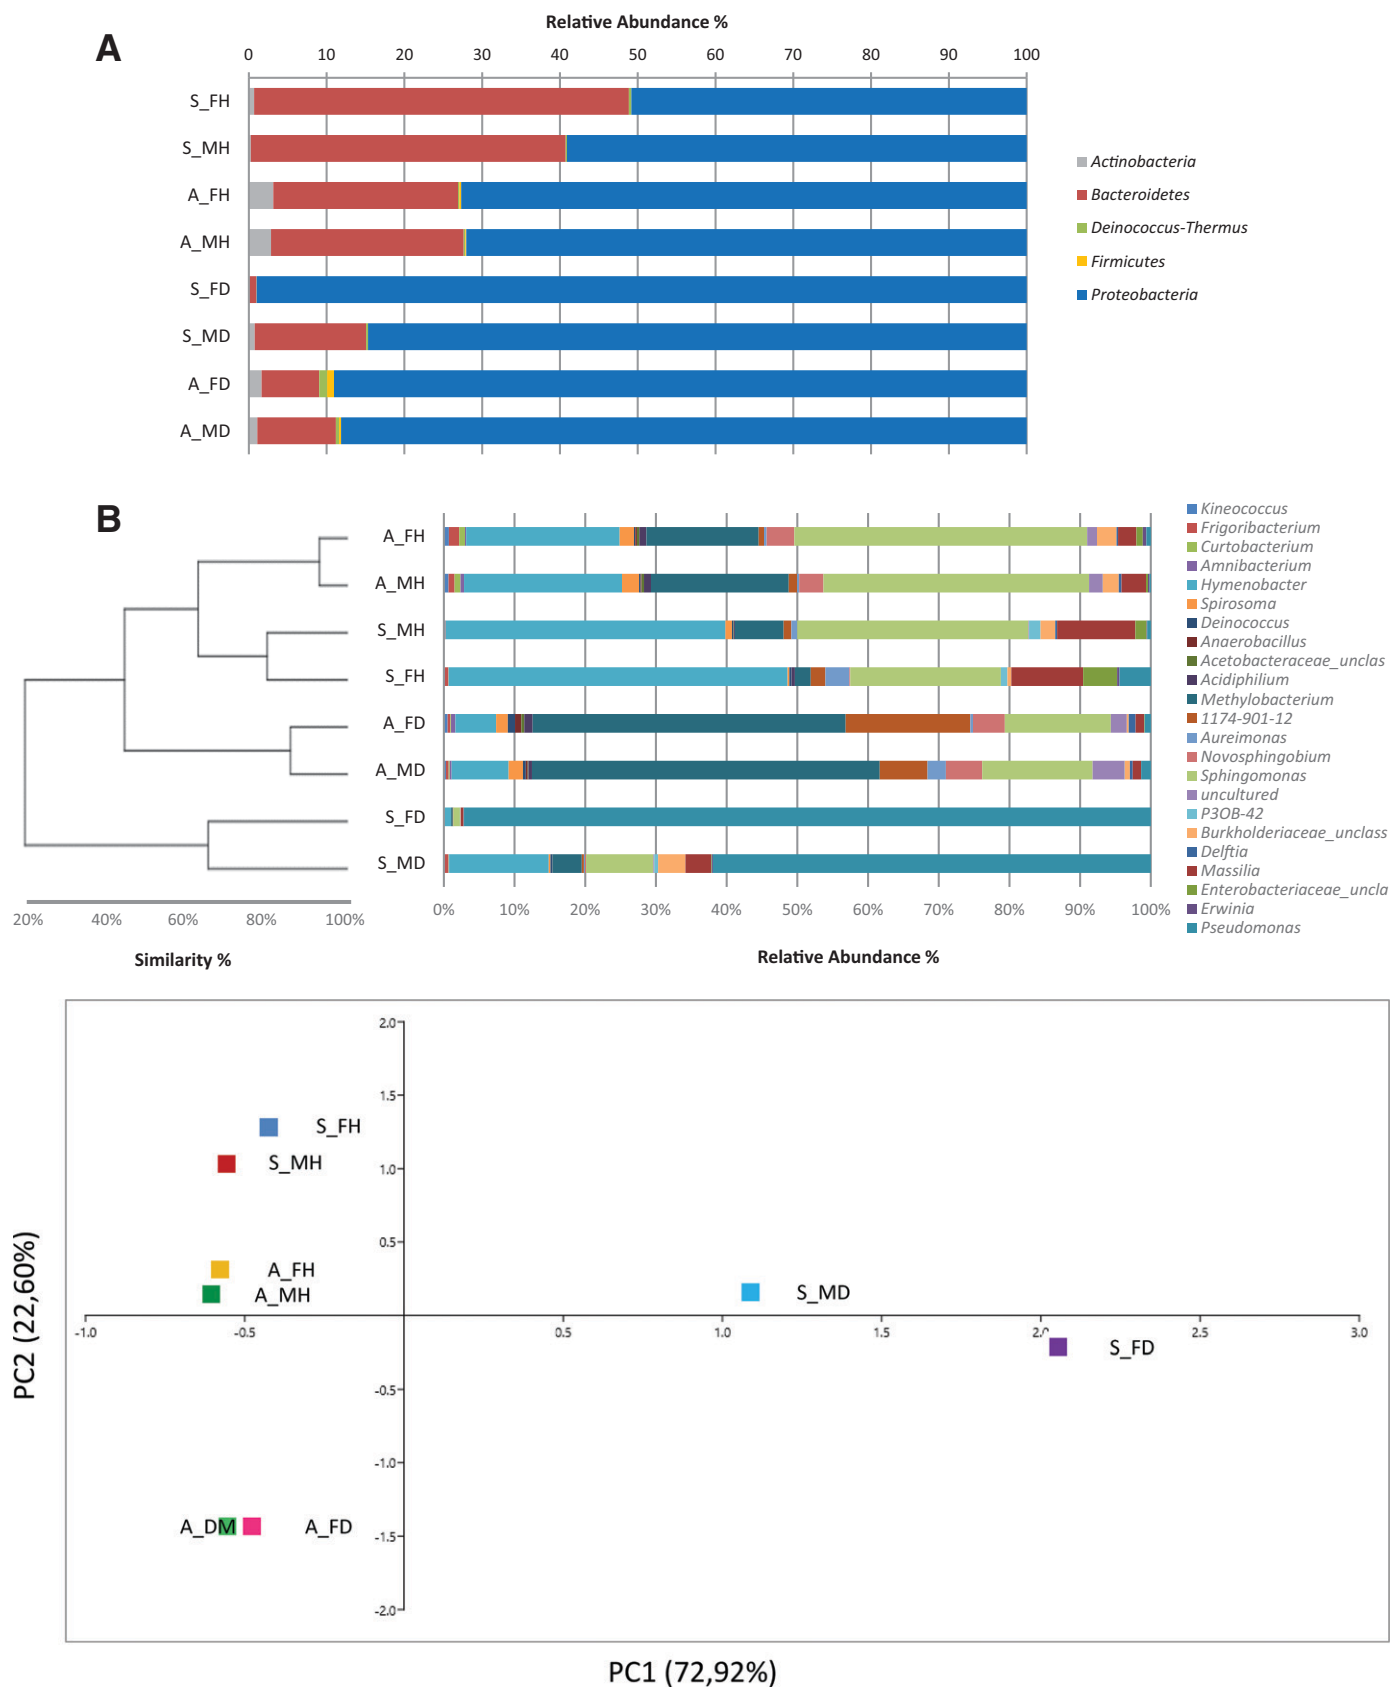 Relative Abundance %
A
0 10 20 30 40 50 60 70 80 90 100
S_FH
S_MH
A_FH
A_MH
S_FD
S_MD
A_FD
A_MD
Actinobacteria
Bacteroidetes
Deinococcus-Thermus
Firmicutes
Proteobacteria
B
A_FH
A_MH
S_MH
S_FH
A_FD
A_MD
S_FD
S_MD
20% 40% 60% 80% 100%
Similarity %
0% 10% 20% 30% 40% 50% 60% 70% 80% 90% 100%
Relative Abundance %
Kineococcus
Frigoribacterium
Curtobacterium
Amnibacterium
Hymenobacter
Spirosoma
Deinococcus
Anaerobacillus
Acetobacteraceae_unclas
Acidiphilium
Methylobacterium
1174-901-12
Aureimonas
Novosphingobium
Sphingomonas
uncultured
P3OB-42
Burkholderiaceae_unclass
Delftia
Massilia
Enterobacteriaceae_uncla
Erwinia
Pseudomonas
2.0
1.5
S_FH
S_MH
1.0
0.5
A_FH
A_MH
S_MD
-1.0 -0.5 0.5 1.0 1.5 2.0 2.5 3.0
S_FD
-0.5
-1.0
A_DM A_FD
-1.5
-2.0
PC2 (22,60%)
PC1 (72,92%)